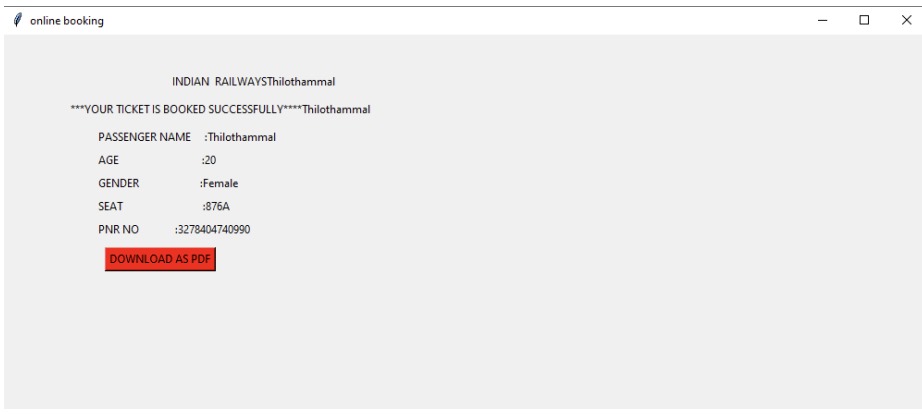 online booking
INDIAN RAILWAYSThilothammal
***YOUR TICKET IS BOOKED SUCCESSFULLY****Thilothammal
PASSENGER NAME :Thilothammal
AGE :20
GENDER :Female
SEAT :876A
PNR NO :3278404740990
DOWNLOAD AS PDF